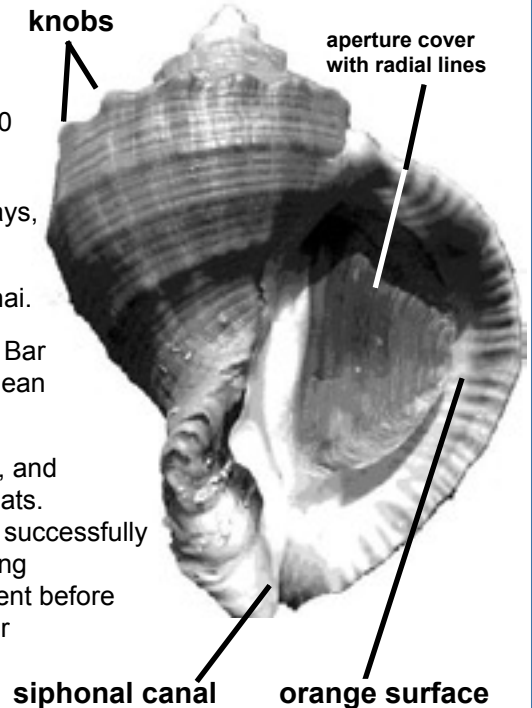 knobs
aperture cover
with radial lines
0
ays,
nai.
Bar
ean
, and
ats.
successfully
ng
ent before
r
siphonal canal
orange surface